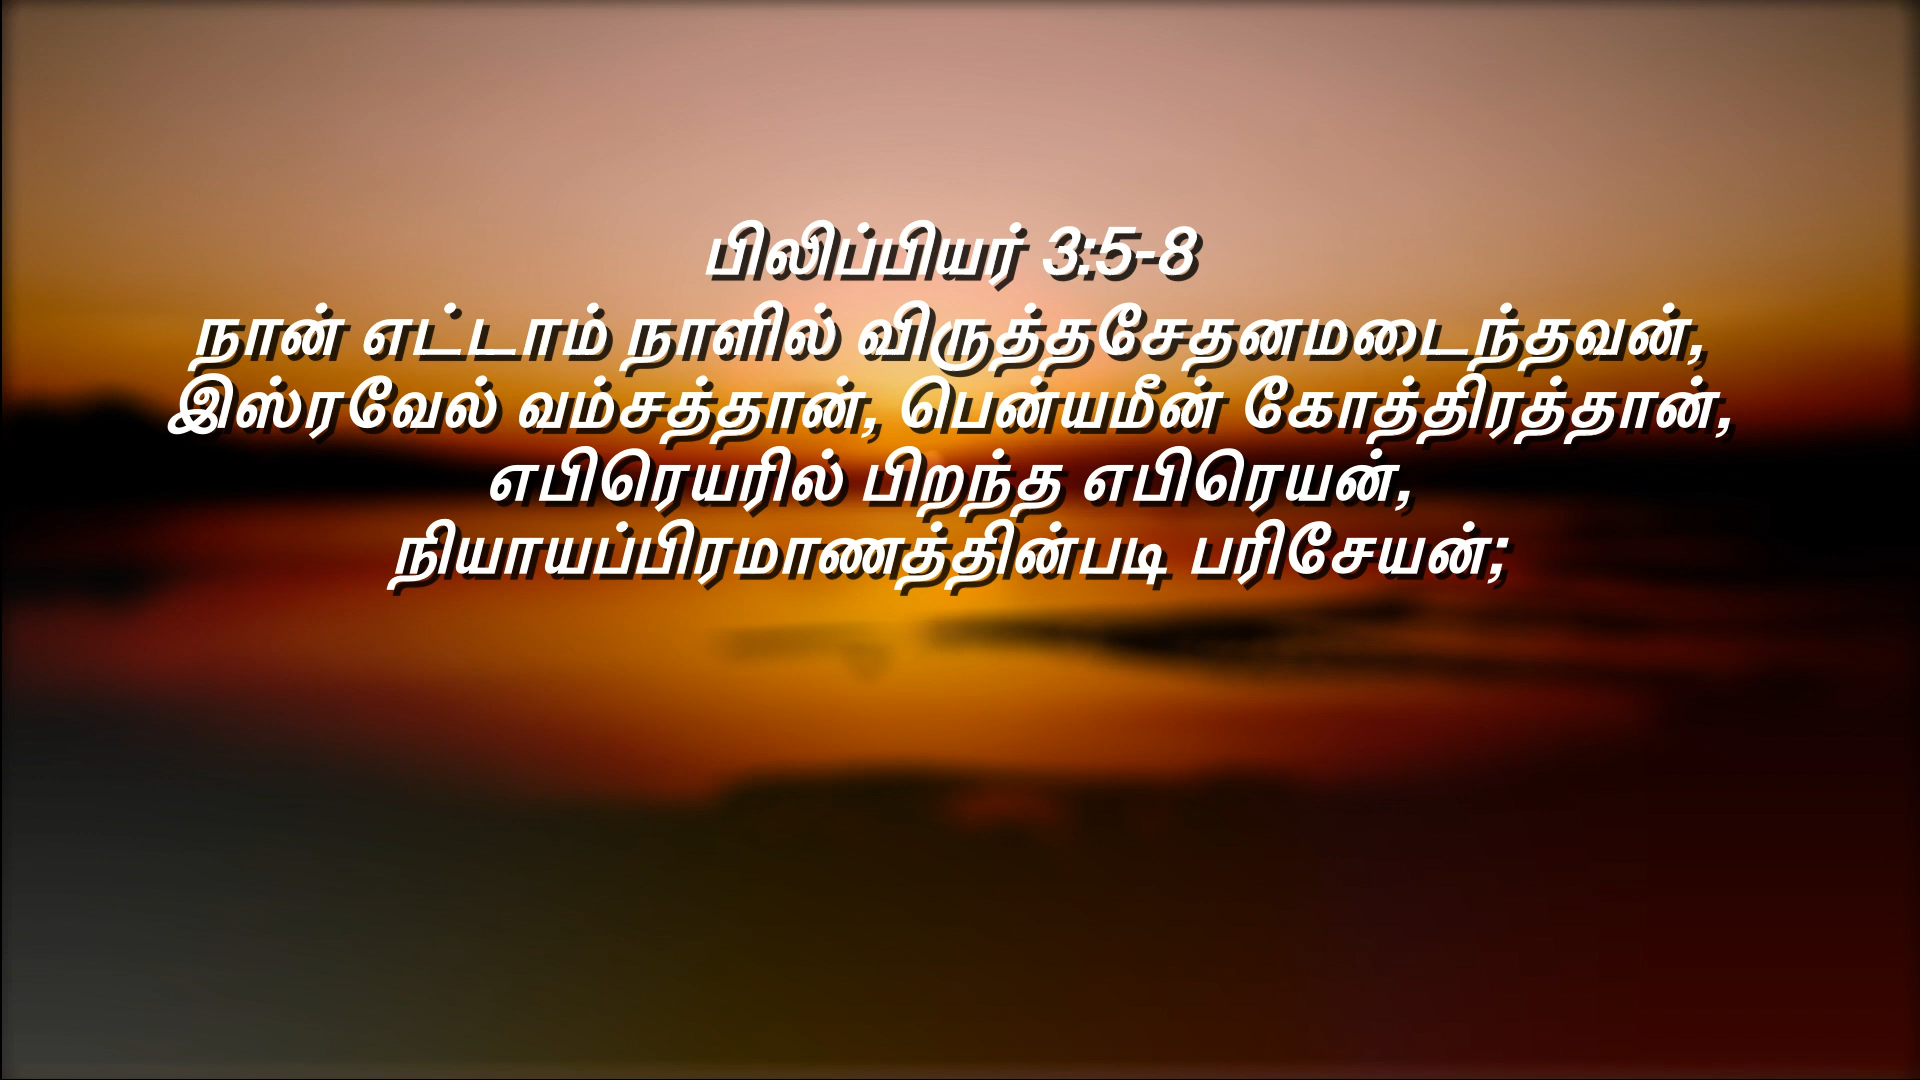 பிலிப்பியர் 3:5-8
நான் எட்டாம் நாளில் விருத்தசேதனமடைந்தவன்,
இஸ்ரவேல் வம்சத்தான், பென்யமீன் கோத்திரத்தான்,
எபிரெயரில் பிறந்த எபிரெயன்,
நியாயப்பிரமாணத்தின்படி பரிசேயன்;